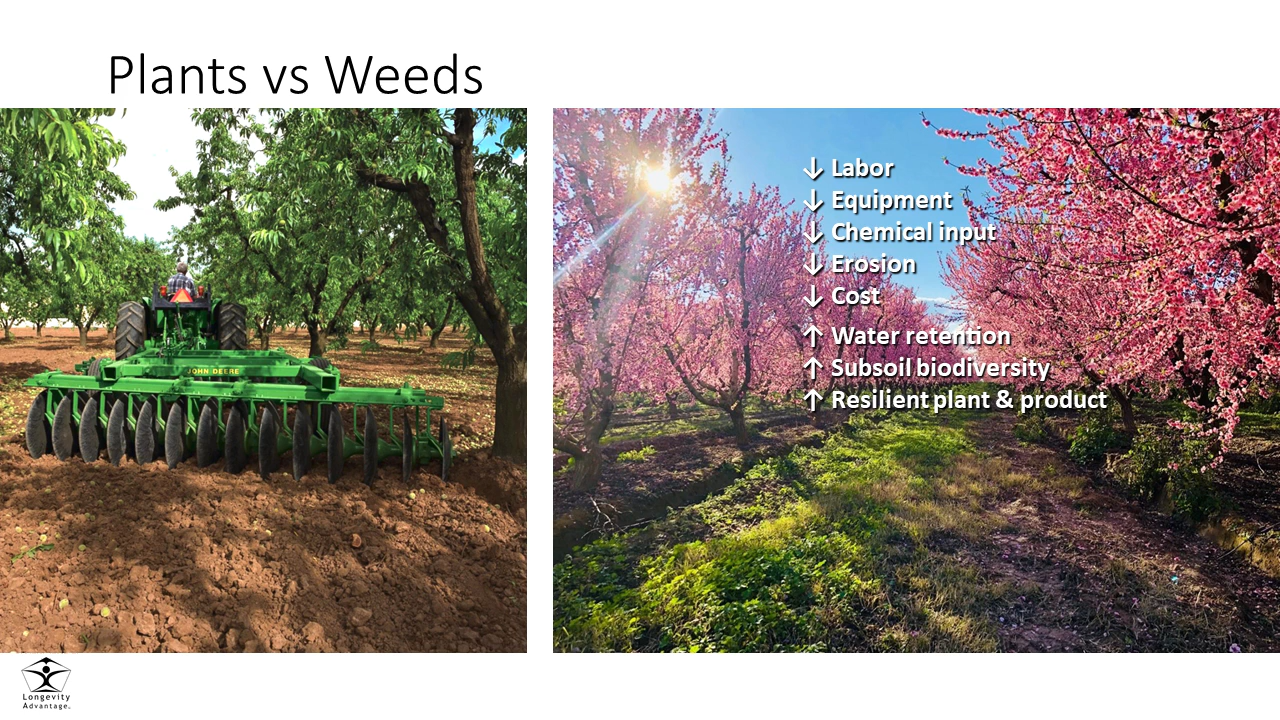 Plants vs Weeds
JOHN DEERE
↓ Labor
↓ Equipment
↓ Chemical input
↓ Erosion
↓ Cost
↑ Water retention
↑ Subsoil biodiversity
↑ Resilient plant & product
Longevity
Advantage